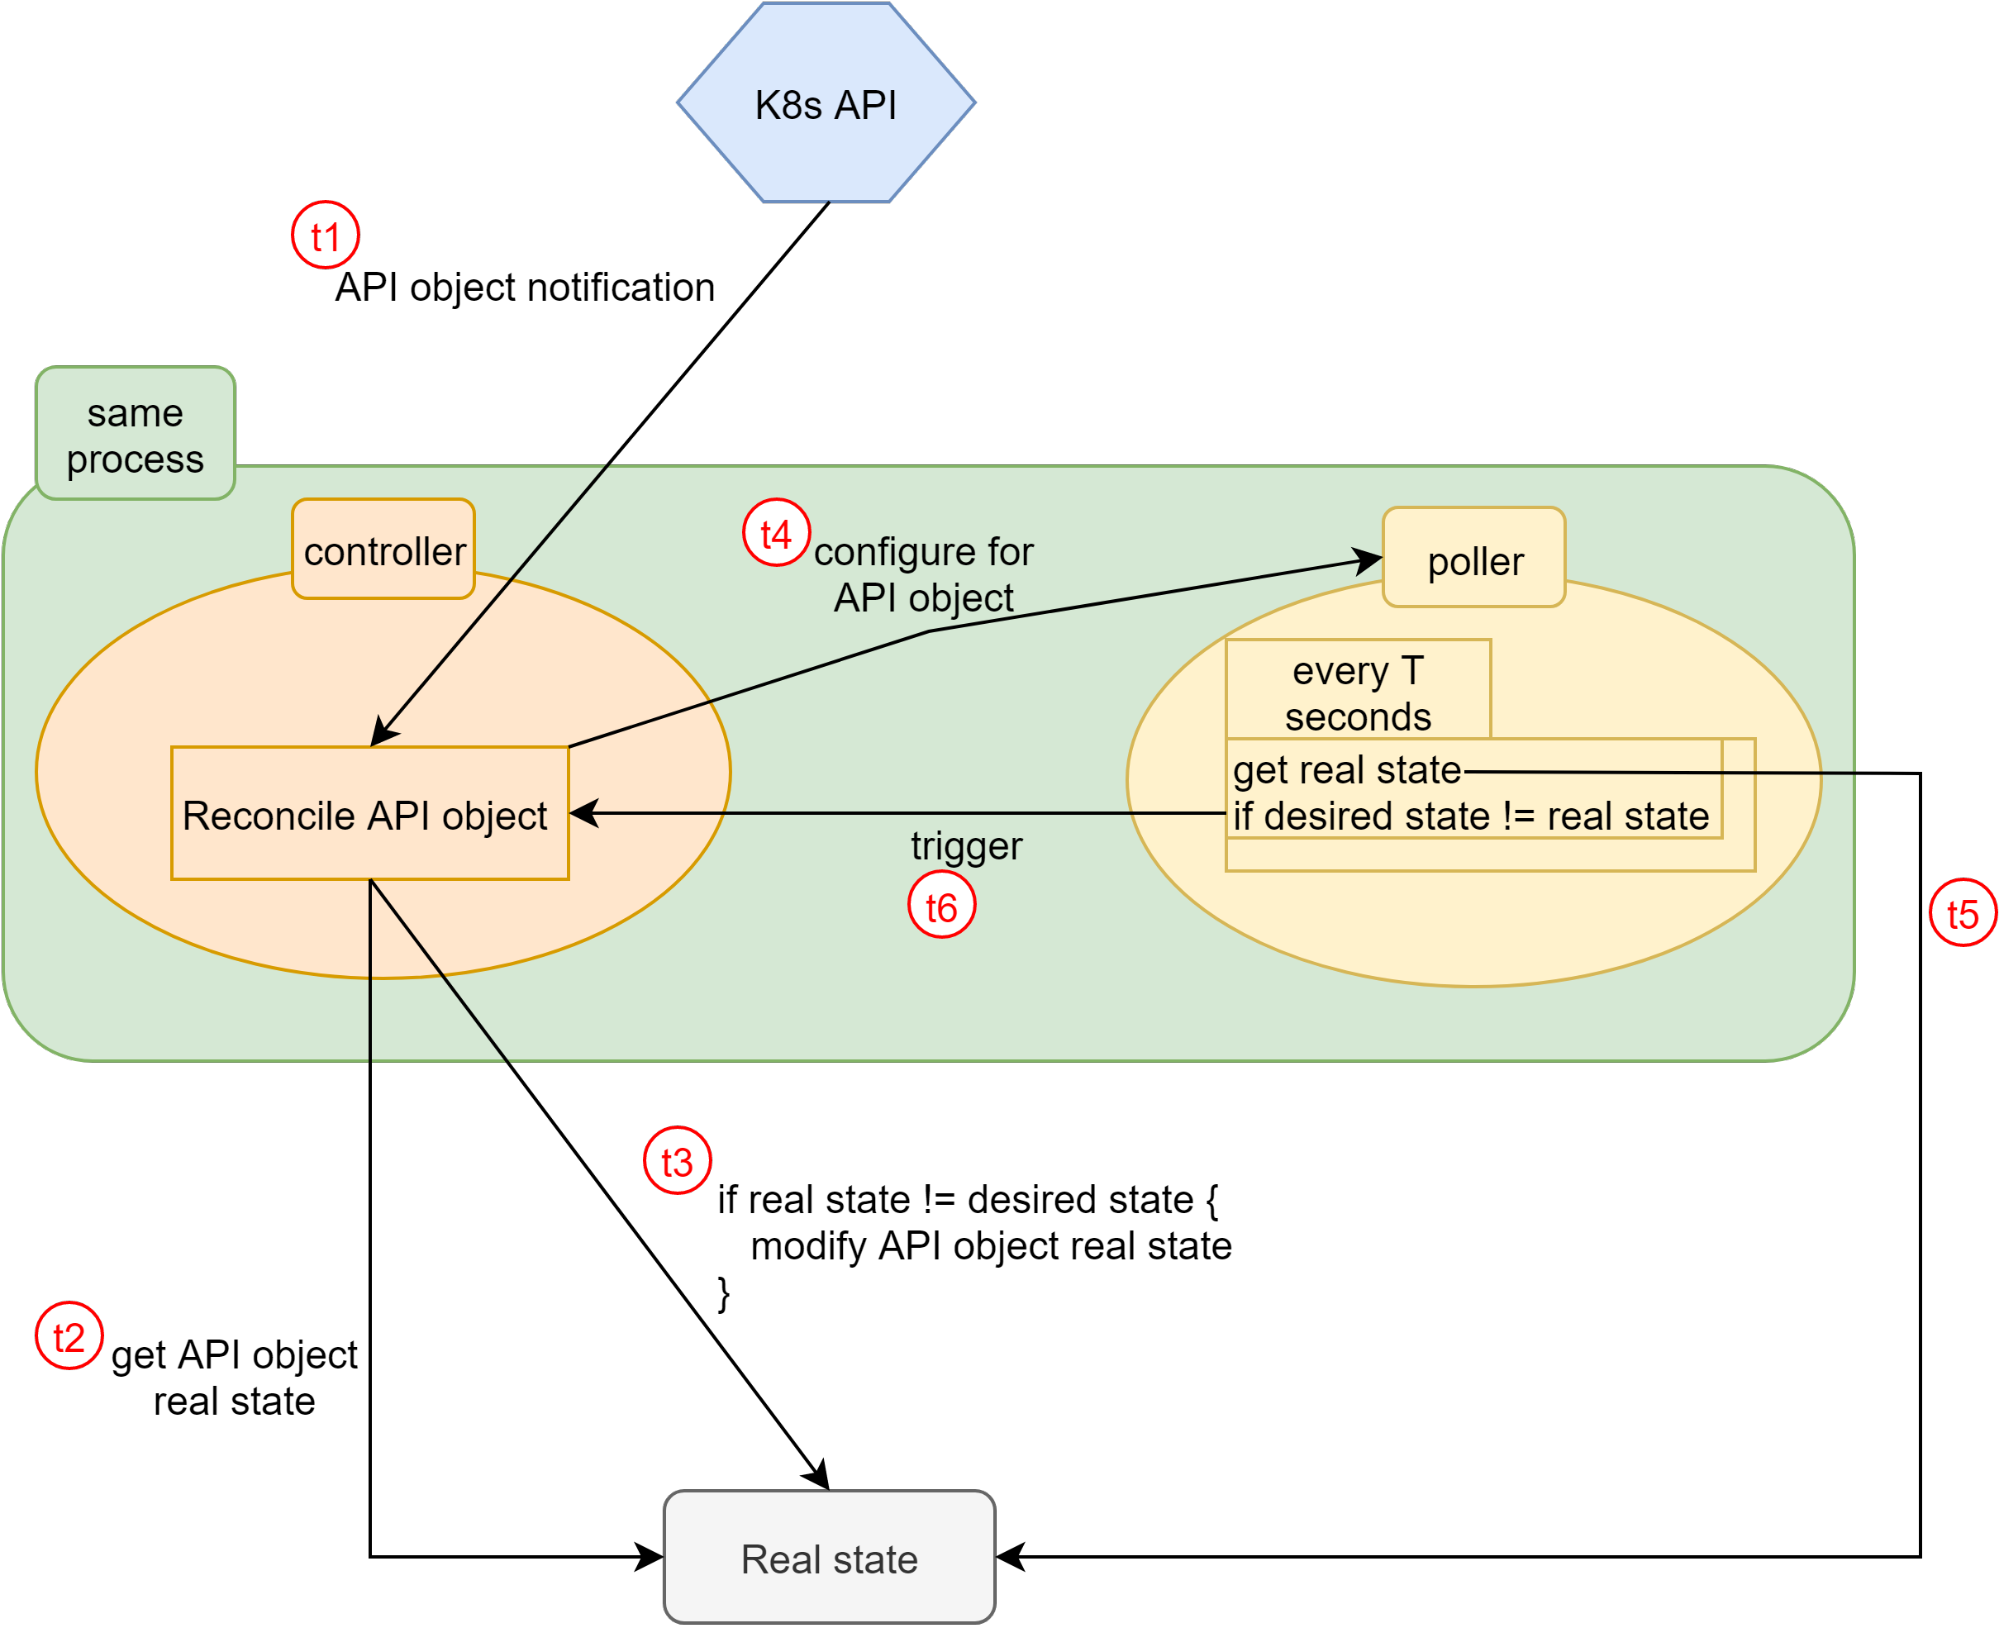 K8s API
t1
API object notification
same
process
controller
t4
configure for
API object
poller
every T
seconds
get real state
if desired state != real state
Reconcile API object
trigger
t6
t5
t3
if real state != desired state {
modify API object real state
}
t2
get API object
real state
Real state